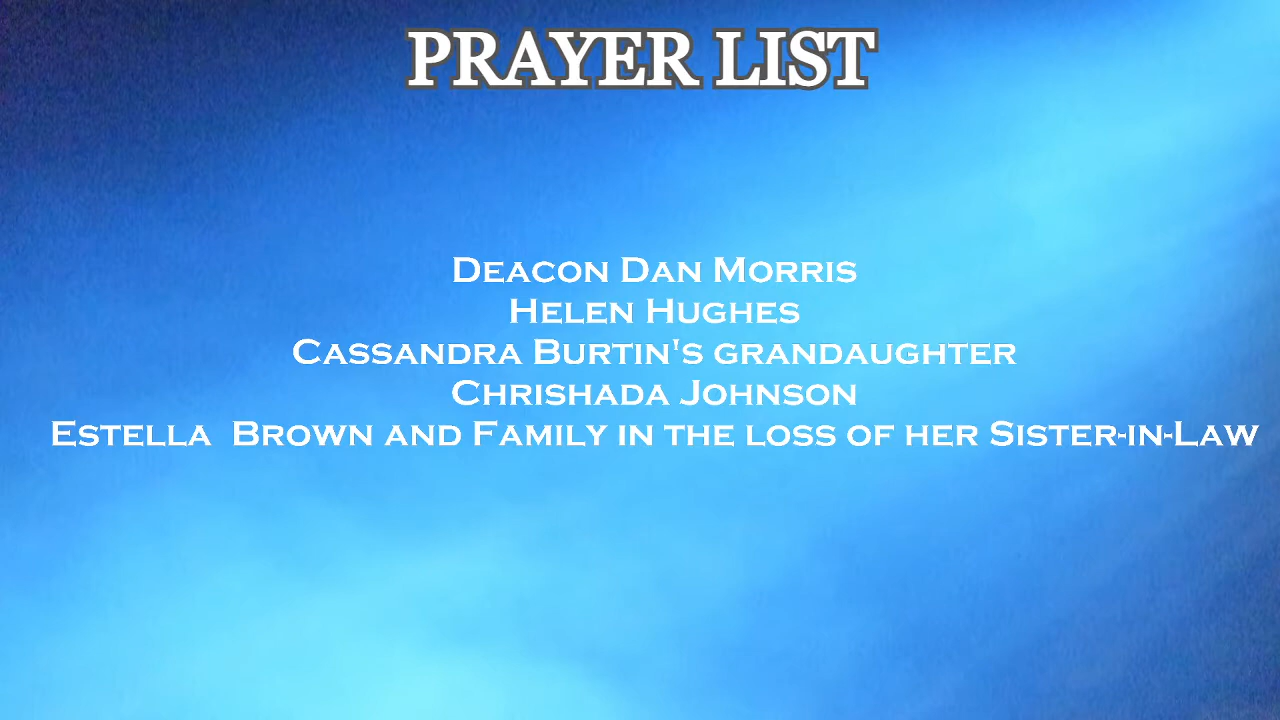 PRAYER LIST
Deacon Dan Morris
Helen Hughes
Cassandra Burtin's grandaughter
Chrishada Johnson
Estella  Brown and Family in the loss of her Sister-in-Law